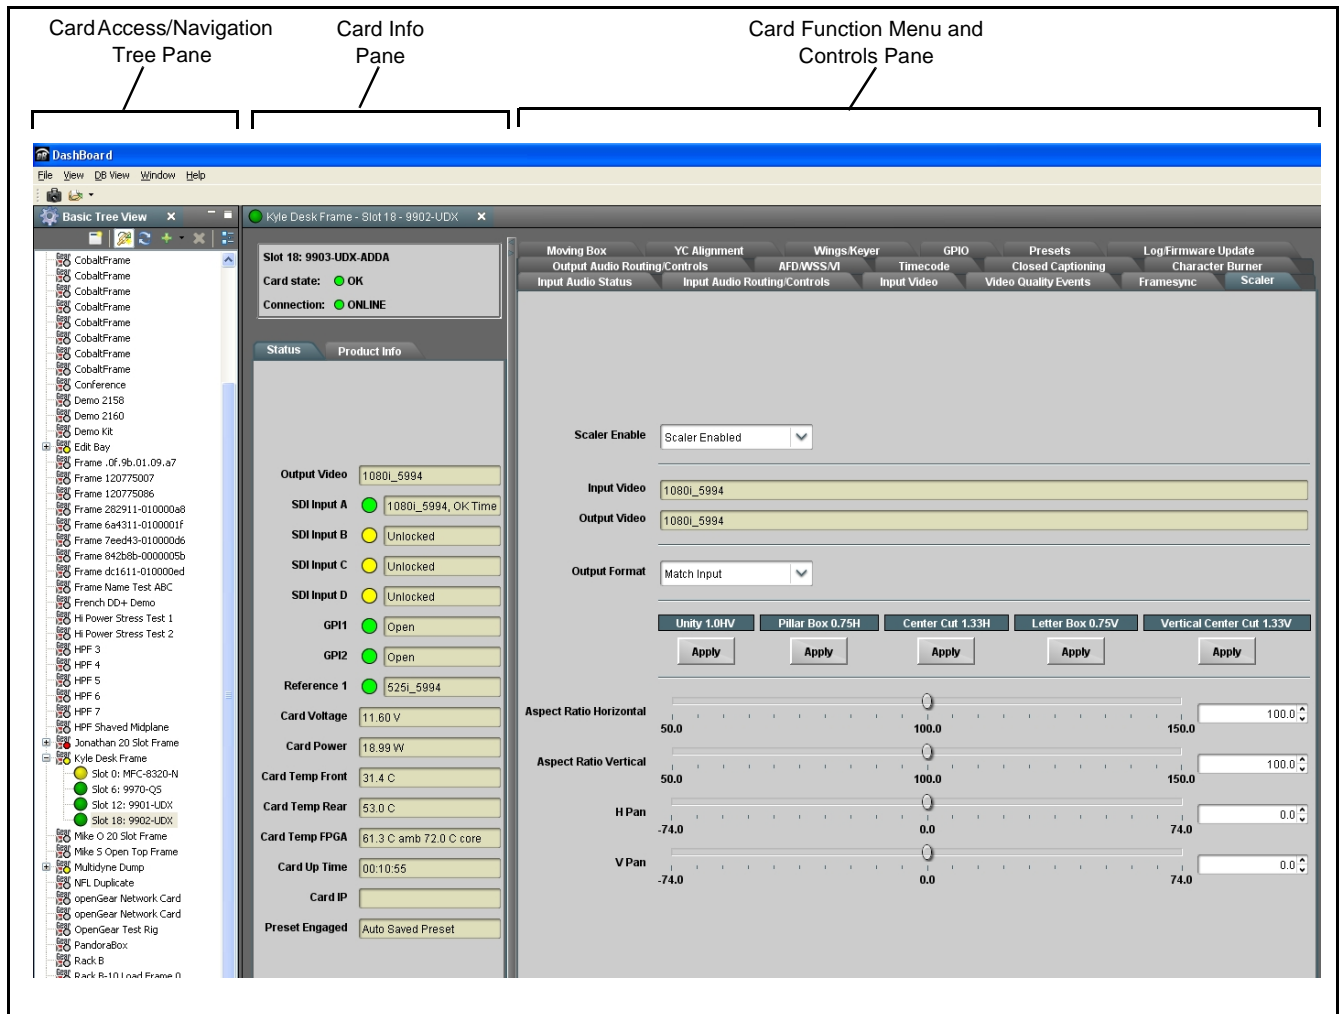 Card Access/Navigation
Tree Pane
Card Info
Pane
Card Function Menu and
Controls Pane
DashBoard
File View DB View Window Help
Basic Tree View
CobaltFrame
CobaltFrame
CobaltFrame
CobaltFrame
CobaltFrame
CobaltFrame
CobaltFrame
CobaltFrame
Conference
Demo 2158
Demo 2160
Demo Kit
Edit Bay
Frame .0f.9b.01.09.a7
Frame 120775007
Frame 120775086
Frame 282911-010000a8
Frame 6a4311-0100001f
Frame 7eed43-010000d6
Frame 842b8b-0000005b
Frame dc1611-010000ed
Frame Name Test ABC
French DD+ Demo
Hi Power Stress Test 1
Hi Power Stress Test 2
HPF 3
HPF 4
HPF 5
HPF 6
HPF 7
HPF Shaved Midplane
Jonathan 20 Slot Frame
Kyle Desk Frame
Slot 0: MFC-8320-N
Slot 6: 9970-QS
Slot 12: 9901-UDX
Slot 18: 9902-UDX
Mike O 20 Slot Frame
Mike S Open Top Frame
Multidyne Dump
NFL Duplicate
openGear Network Card
openGear Network Card
OpenGear Test Rig
PandoraBox
Rack B
Rack B-10 Load Frame 0
Kyle Desk Frame - Slot 18 - 9902-UDX
Slot 18: 9903-UDX-ADDA
Card state: OK
Connection: ONLINE
Status Product Info
Output Video 1080i_5994
SDI Input A 1080i_5994, OK Time
SDI Input B Unlocked
SDI Input C Unlocked
SDI Input D Unlocked
GPI1 Open
GPI2 Open
Reference 1 525i_5994
Card Voltage 11.60 V
Card Power 18.99 W
Card Temp Front 31.4 C
Card Temp Rear 53.0 C
Card Temp FPGA 61.3 C amb 72.0 C core
Card Up Time 00:10:55
Card IP
Preset Engaged Auto Saved Preset
Moving Box YC Alignment Wings/Keyer GPIO Presets Log/Firmware Update
Output Audio Routing/Controls AFD/WSS/VI Timecode Closed Captioning Character Burner
Input Audio Status Input Audio Routing/Controls Input Video Video Quality Events Framesync Scaler
Scaler Enable Scaler Enabled
Input Video 1080i_5994
Output Video 1080i_5994
Output Format Match Input
Unity 1.0HV Pillar Box 0.75H Center Cut 1.33H Letter Box 0.75V Vertical Center Cut 1.33V
Apply Apply Apply Apply Apply
Aspect Ratio Horizontal 100.0
50.0 100.0 150.0
Aspect Ratio Vertical 100.0
50.0 100.0 150.0
H Pan 0.0
-74.0 0.0 74.0
V Pan 0.0
-74.0 0.0 74.0